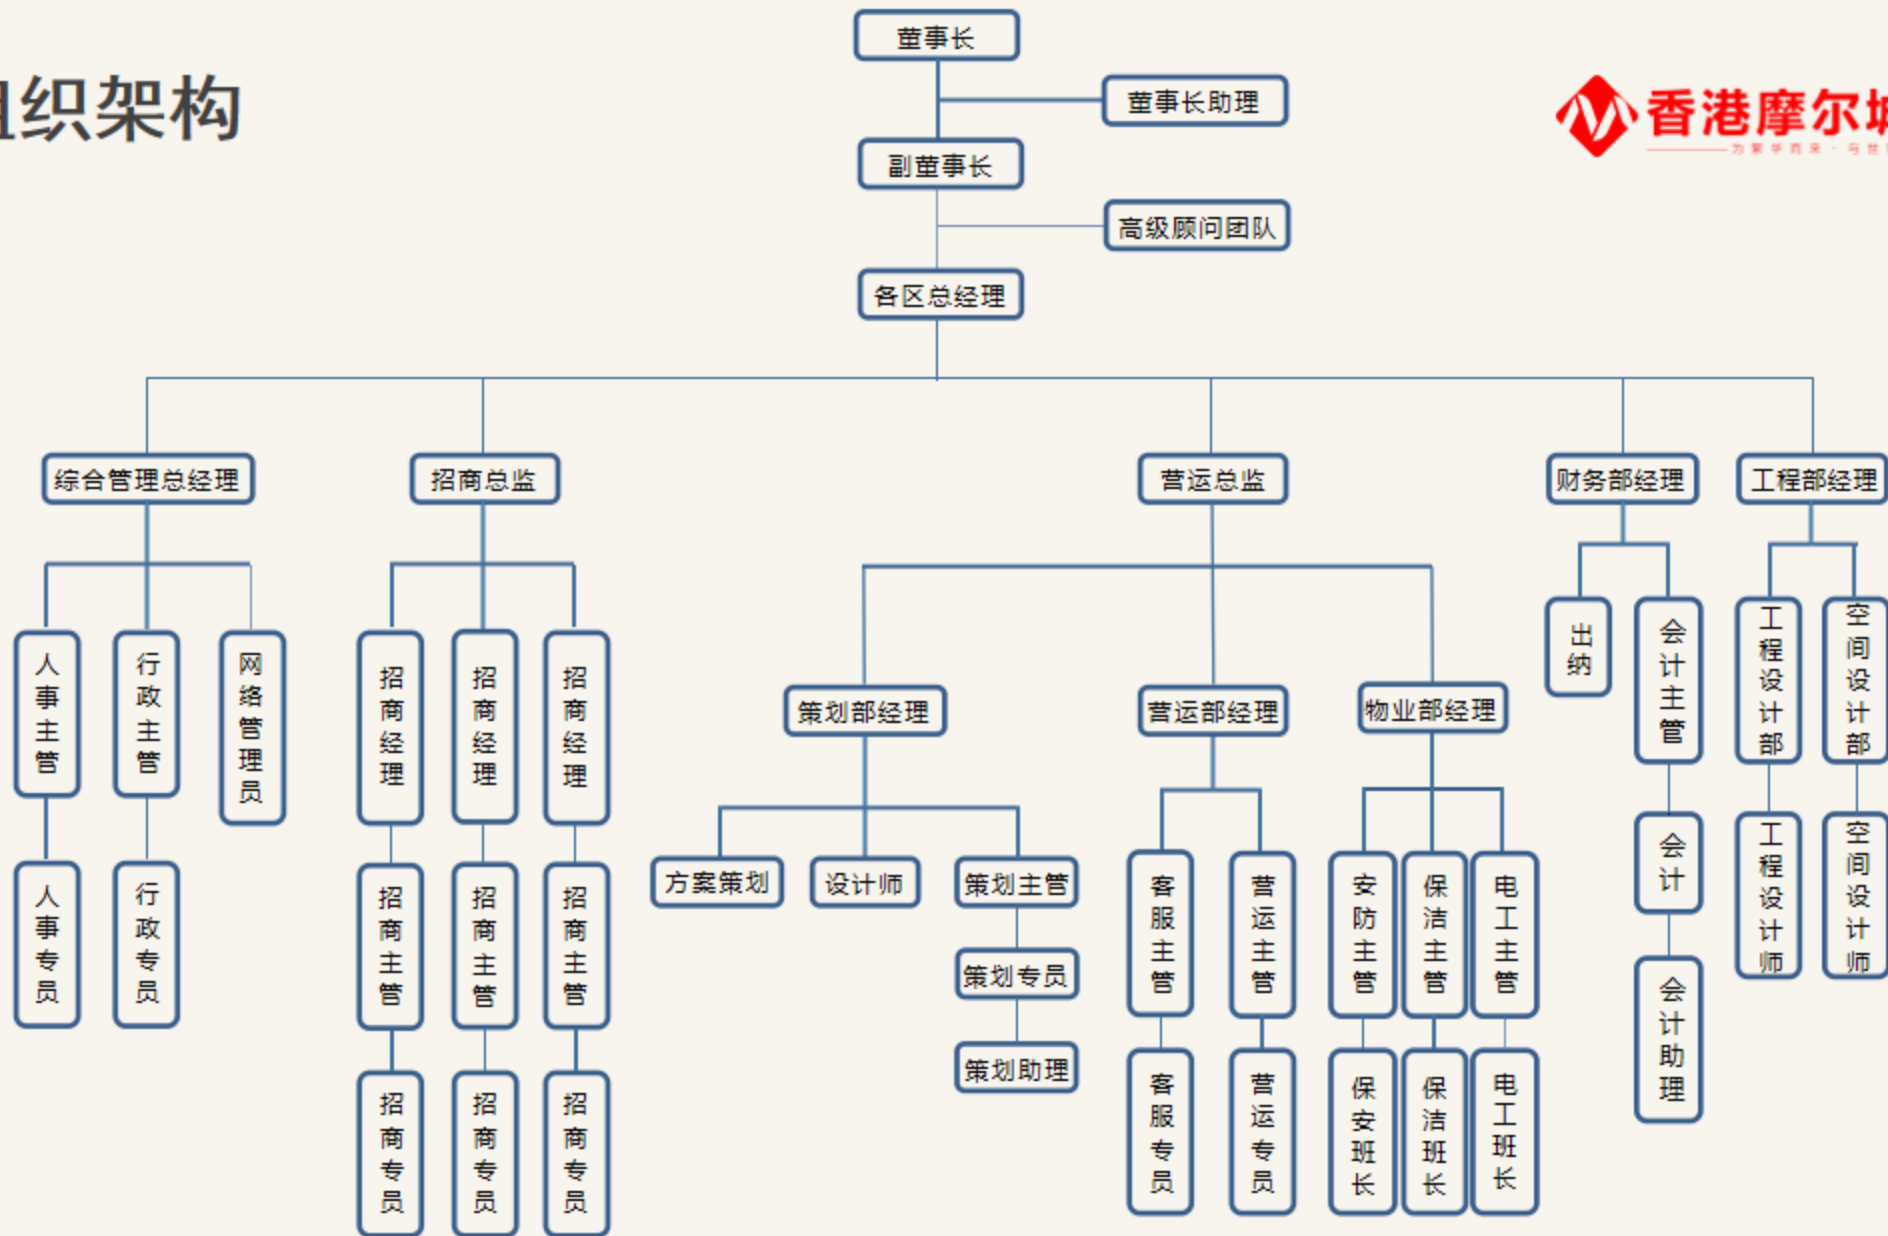 董事长
组织架构
董事长助理
香港摩尔城
为繁华而来·与世
副董事长
高级顾问团队
各区总经理
综合管理总经理
招商总监
营运总监
财务部经理
工程部经理
人事主管
行政主管
网络管理员
招商经理
招商经理
招商经理
策划部经理
营运部经理
物业部经理
出纳
会计主管
工程设计部
空间设计部
人事专员
行政专员
招商主管
招商主管
招商主管
方案策划
设计师
策划主管
客服主管
营运主管
安防主管
保洁主管
电工主管
会计
工程设计师
空间设计师
策划专员
会计助理
策划助理
招商专员
招商专员
招商专员
客服专员
营运专员
保安班长
保洁班长
电工班长